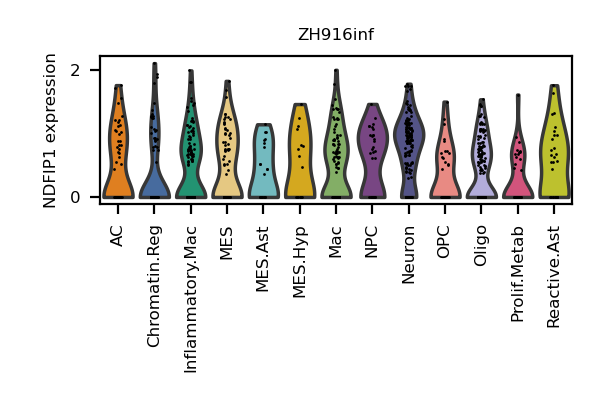 ZH916inf
NDFIP1 expression
2
0
AC
Chromatin.Reg
Inflammatory.Mac
MES
MES.Ast
MES.Hyp
Mac
NPC
Neuron
OPC
Oligo
Prolif.Metab
Reactive.Ast